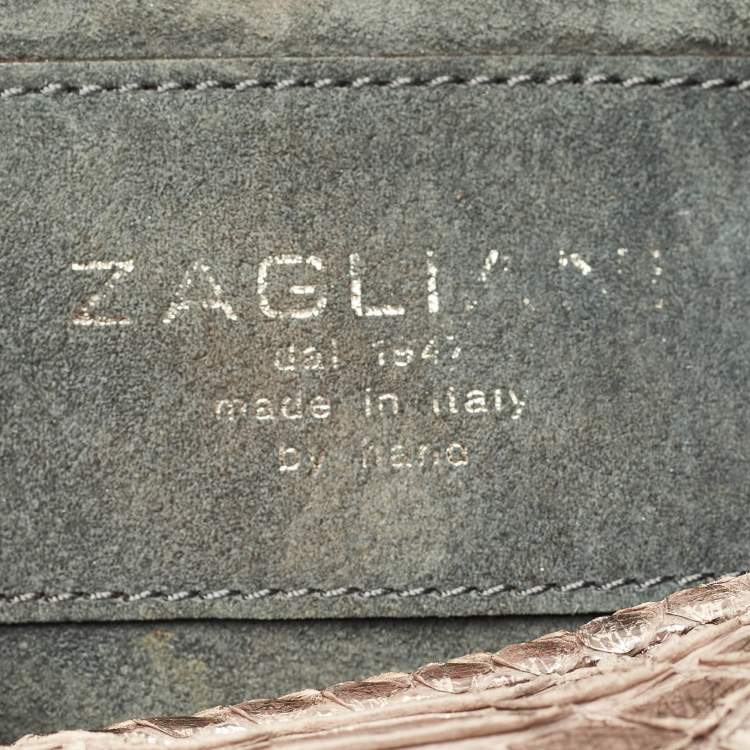 ZAGLIANI
dal 1947
made in italy
by hand